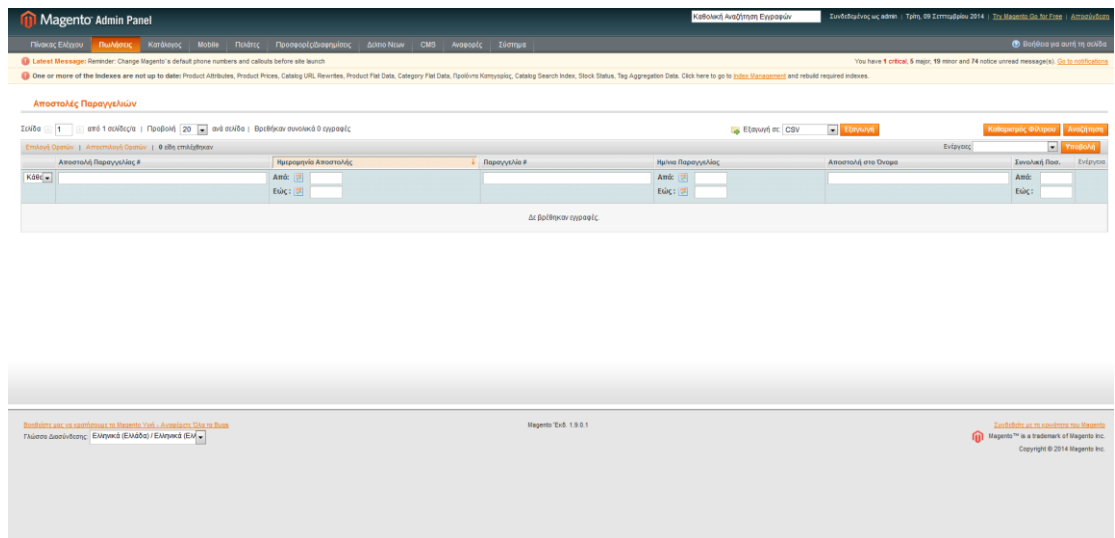 Magento Admin Panel
Καθολική Αναζήτηση Εγγραφών
Συνδεδεμένος ως admin | Τρίτη, 09 Σεπτεμβρίου 2014 | Try Magento Go for Free | Αποσύνδεση
Πίνακας Ελέγχου Πωλήσεις Κατάλογος Mobile Πελάτες Προσφορές/Διαφημίσεις Δελτίο Νεων CMS Αναφορές Σύστημα
Βοήθεια για αυτή τη σελίδα
Latest Message: Reminder: Change Magento`s default phone numbers and callouts before site launch
You have 1 critical, 5 major, 19 minor and 74 notice unread message(s). Go to notifications
One or more of the Indexes are not up to date: Product Attributes, Product Prices, Catalog URL Rewrites, Product Flat Data, Category Flat Data, Προϊόντα Κατηγορίας, Catalog Search Index, Stock Status, Tag Aggregation Data. Click here to go to Index Management and rebuild required indexes.
Αποστολές Παραγγελιών
Σελίδα 1 από 1 σελίδες/α | Προβολή 20 ανά σελίδα | Βρεθήκαν συνολικά 0 εγγραφές
Εξαγωγή σε: CSV Εξαγωγή
Καθαρισμός Φίλτρου Αναζήτηση
Επιλογή Ορατών | Αποεπιλογή Ορατών | 0 είδη επιλέχθηκαν
Ενέργειες Υποβολή
Αποστολή Παραγγελίας # Ημερομηνία Αποστολής Παραγγελία # Ημ/νια Παραγγελίας Αποστολή στο Όνομα Συνολική Ποσ. Ενέργεια
Κάθε Από: Από: Από:
Εώς : Εώς : Εώς :
Δε βρέθηκαν εγγραφές.
Βοηθείστε μας να κρατήσουμε το Magento Υγιή - Αναφέρετε Όλα τα Bugs
Magento Έκδ. 1.9.0.1
Συνδεθείτε με τη κοινότητα του Magento
Γλώσσα Διασύνδεσης: Ελληνικά (Ελλάδα) / Ελληνικά (Ελλ
Magento™ is a trademark of Magento Inc.
Copyright © 2014 Magento Inc.